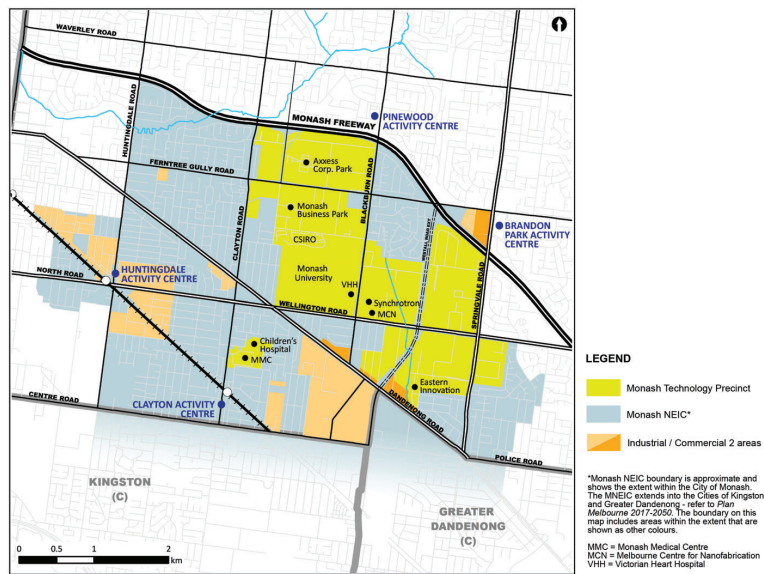 WAVERLEY ROAD
HUNTINGDALE ROAD
MONASH FREEWAY
PINEWOOD
ACTIVITY CENTRE
FERNTREE GULLY ROAD
Axxess
Corp. Park
BLACKBURN ROAD
CLAYTON ROAD
Monash
Business Park
WESTALL ROAD EXT
BRANDON
PARK ACTIVITY
CENTRE
CSIRO
SPRINGVALE ROAD
HUNTINGDALE
ACTIVITY CENTRE
NORTH ROAD
Monash
University
VHH
WELLINGTON ROAD
Synchrotron
MCN
Children's
Hospital
MMC
Eastern
Innovation
CENTRE ROAD
CLAYTON ACTIVITY
CENTRE
DANDENONG ROAD
POLICE ROAD
KINGSTON
(C)
GREATER
DANDENONG
(C)
0 0.5 1 2
km
LEGEND
Monash Technology Precinct
Monash NEIC*
Industrial / Commercial 2 areas
*Monash NEIC boundary is approximate and
shows the extent within the City of Monash.
The MNEIC extends into the Cities of Kingston
and Greater Dandenong - refer to Plan
Melbourne 2017-2050. The boundary on this
map includes areas within the extent that are
shown as other colours.
MMC = Monash Medical Centre
MCN = Melbourne Centre for Nanofabrication
VHH = Victorian Heart Hospital